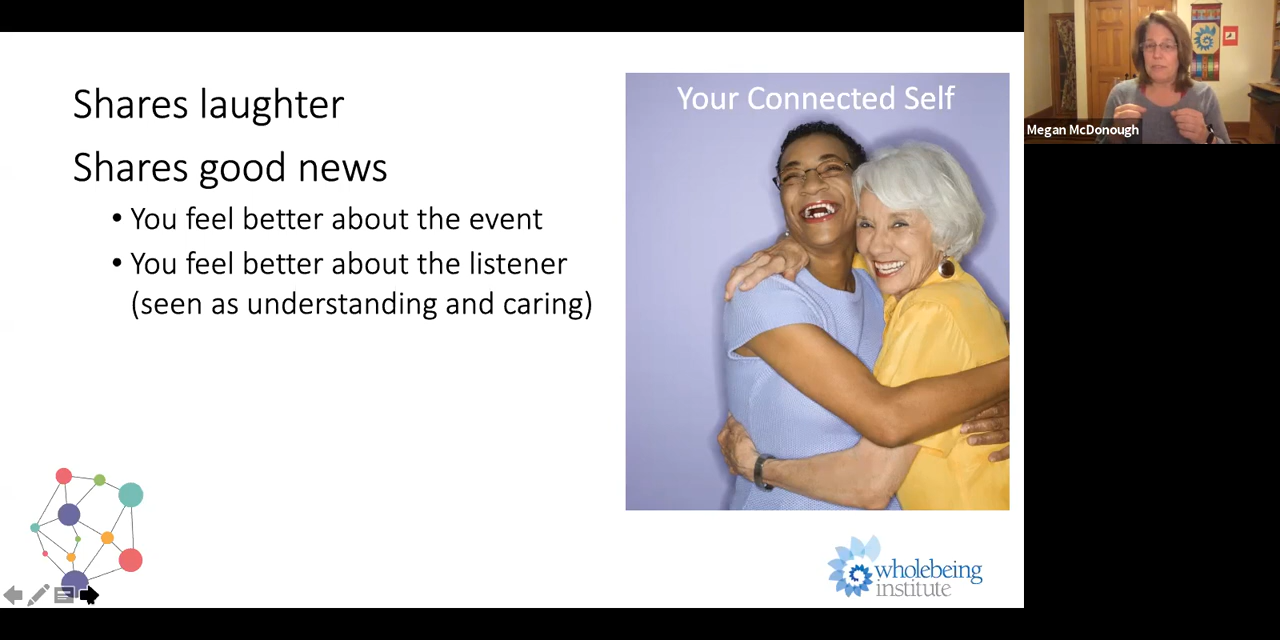 Shares laughter
Shares good news
• You feel better about the event
• You feel better about the listener
(seen as understanding and caring)
Your Connected Self
wholebeing
institute
Megan McDonough